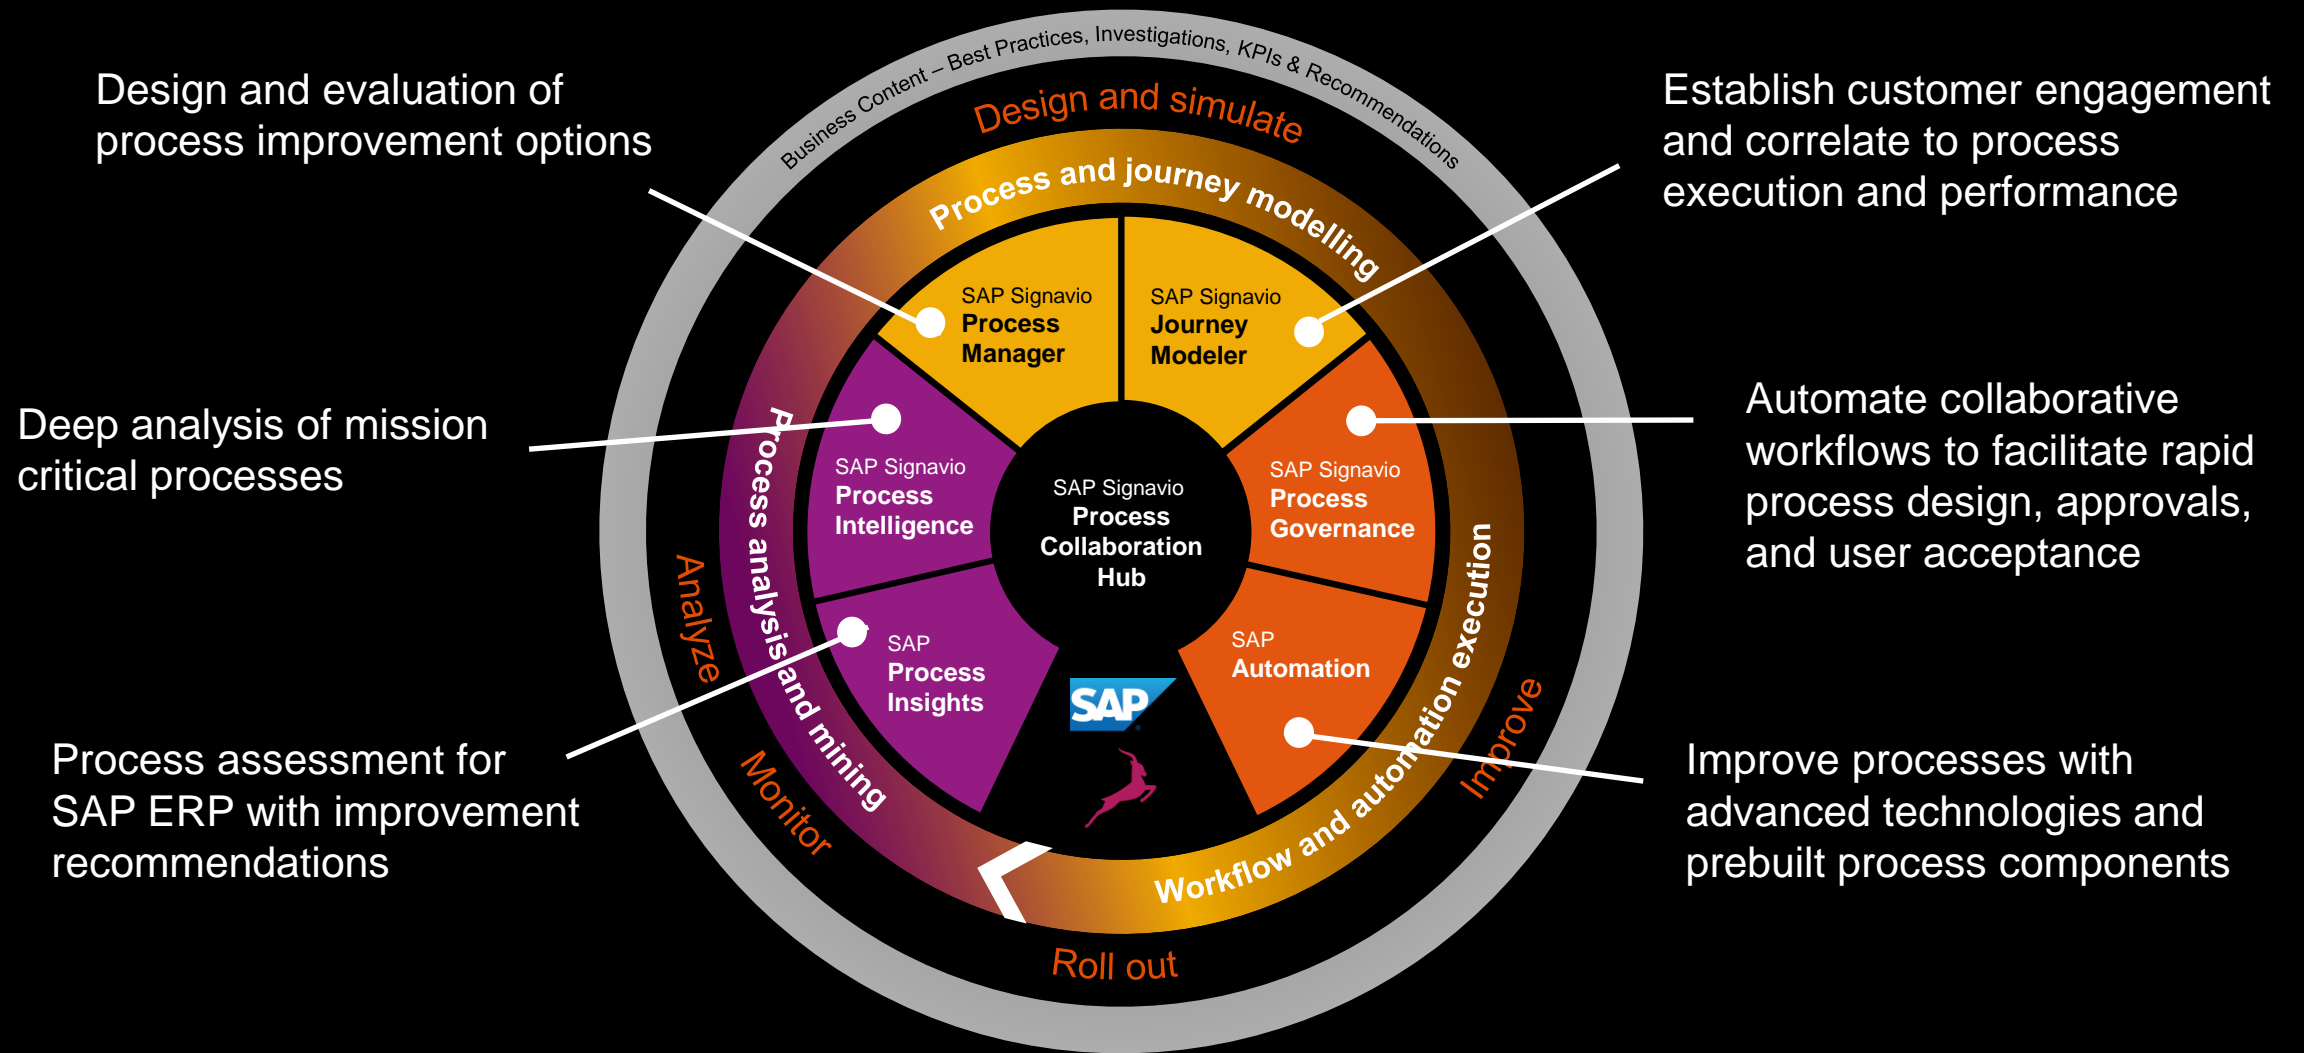 Business Content – Best Practices, Investigations, KPIs & Recommendations
Design and simulate
Process and journey modelling
Design and evaluation of
process improvement options
Establish customer engagement
and correlate to process
execution and performance
SAP Signavio
Process
Manager
SAP Signavio
Journey
Modeler
Deep analysis of mission
critical processes
Automate collaborative
workflows to facilitate rapid
process design, approvals,
and user acceptance
SAP Signavio
Process
Intelligence
SAP Signavio
Process
Collaboration
Hub
SAP Signavio
Process
Governance
Analyze
Process analysis and mining
SAP
Process
Insights
SAP
Automation
Workflow and automation execution
Improve
SAP
®
Process assessment for
SAP ERP with improvement
recommendations
Monitor
Improve processes with
advanced technologies and
prebuilt process components
Roll out